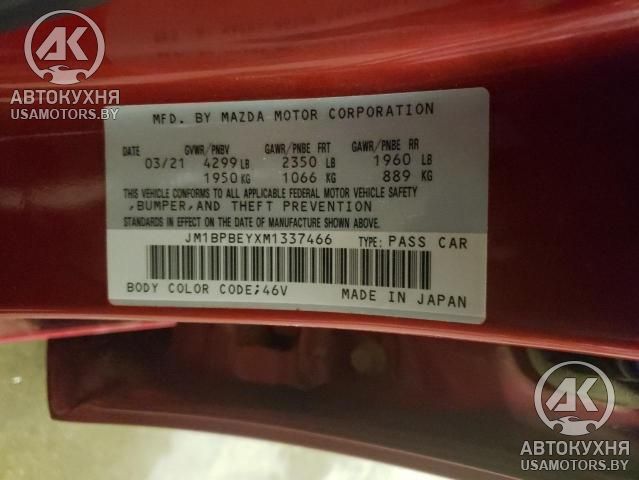 AK
АВТОКУХНЯ
USAMOTORS.BY
MFD. BY MAZDA MOTOR CORPORATION
DATE GVWR/PNBV GAWR/PNBE FRT GAWR/PNBE RR
03/21 4299 LB 2350 LB 1960 LB
1950 KG 1066 KG 889 KG
THIS VEHICLE CONFORMS TO ALL APPLICABLE FEDERAL MOTOR VEHICLE SAFETY
,BUMPER,AND THEFT PREVENTION
STANDARDS IN EFFECT ON THE DATE OF MANUFACTURE SHOWN ABOVE.
JM1BPBEYXM1337466 TYPE: PASS CAR
BODY COLOR CODE;46V MADE IN JAPAN
AK
АВТОКУХНЯ
USAMOTORS.BY